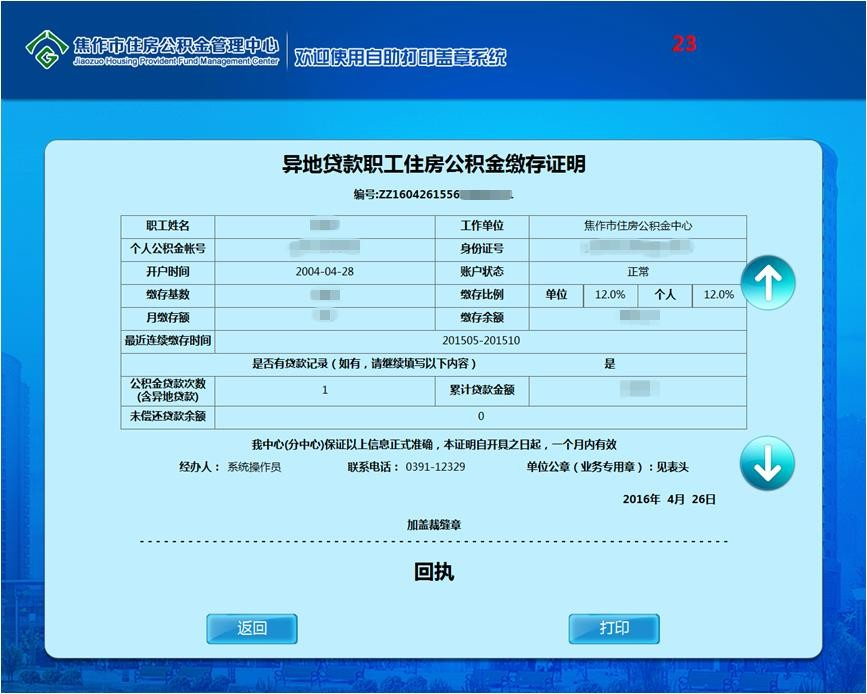 焦作市住房公积金管理中心
Jiaozuo Housing Provident Fund Management Center
欢迎使用自助打印盖章系统
23
异地贷款职工住房公积金缴存证明
编号:ZZ1604261556
职工姓名 工作单位 焦作市住房公积金中心
个人公积金帐号 身份证号
开户时间 2004-04-28 账户状态 正常
缴存基数 缴存比例 单位 12.0% 个人 12.0%
月缴存额 缴存余额
最近连续缴存时间 201505-201510
是否有贷款记录（如有，请继续填写以下内容） 是
公积金贷款次数
(含异地贷款) 1 累计贷款金额
未偿还贷款余额 0
我中心(分中心)保证以上信息正式准确，本证明自开具之日起，一个月内有效
经办人： 系统操作员 联系电话： 0391-12329 单位公章（业务专用章）：见表头
2016年 4月 26日
加盖裁缝章
回执
返回 打印